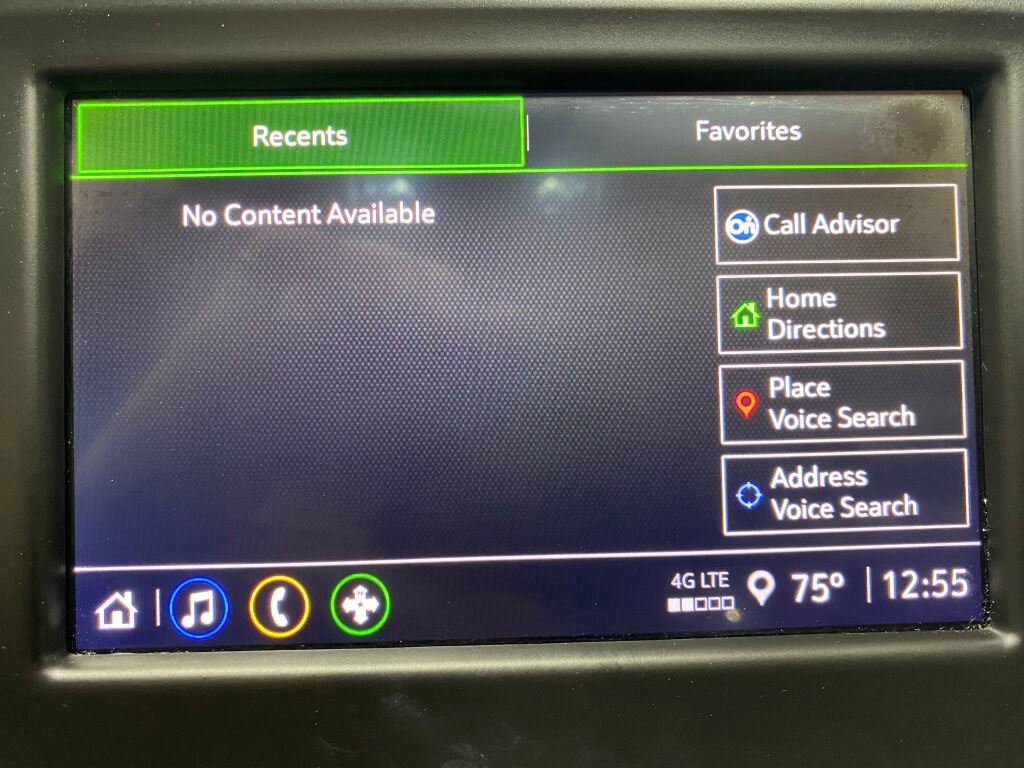 Recents
Favorites
No Content Available
On Call Advisor
Home
Directions
Place
Voice Search
Address
Voice Search
4G LTE
75°
12:55